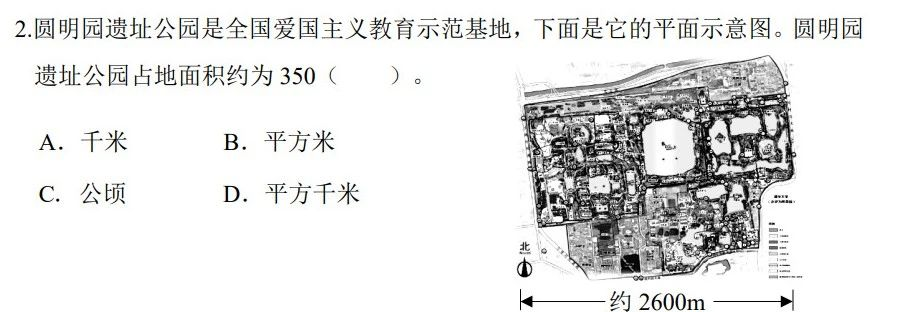 2.圆明园遗址公园是全国爱国主义教育示范基地，下面是它的平面示意图。圆明园
遗址公园占地面积约为 350（　　）。
A．千米　　B．平方米
C．公顷　　D．平方千米
北
约 2600m